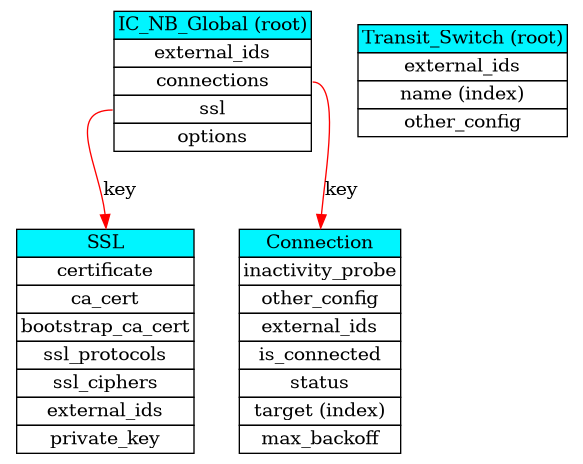 IC_NB_Global (root)
external_ids
connections
ssl
options
Transit_Switch (root)
external_ids
name (index)
other_config
key
key
SSL
certificate
ca_cert
bootstrap_ca_cert
ssl_protocols
ssl_ciphers
external_ids
private_key
Connection
inactivity_probe
other_config
external_ids
is_connected
status
target (index)
max_backoff